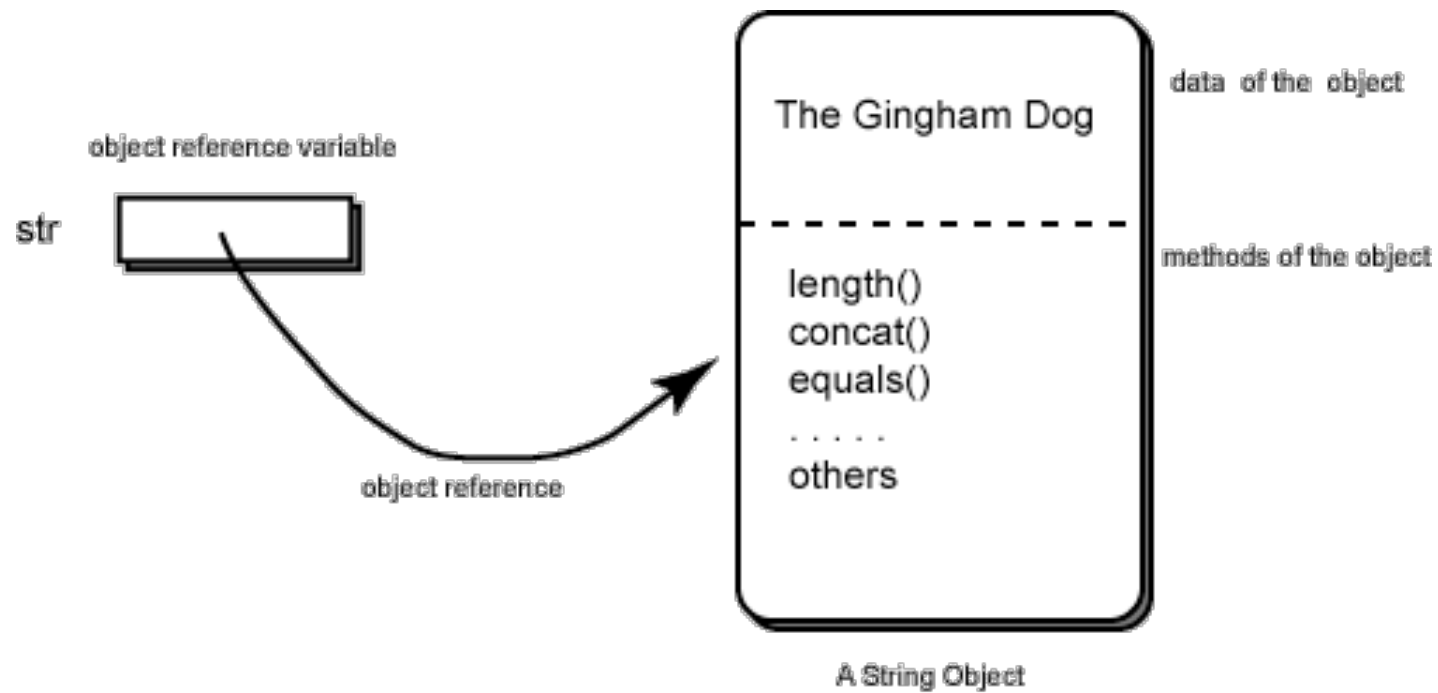 data of the object
The Gingham Dog
object reference variable
str
methods of the object
length()
concat()
equals()
. . . . .
others
object reference
A String Object